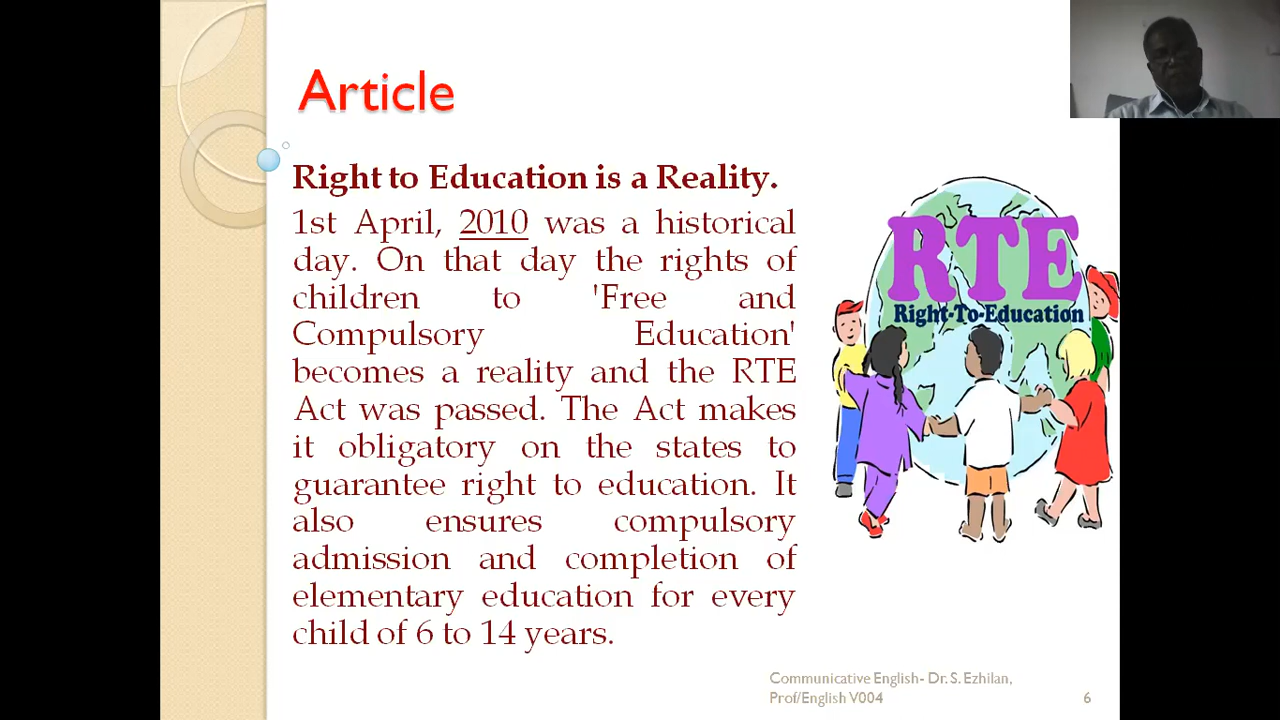 Article
Right to Education is a Reality.
1st April, 2010 was a historical
day. On that day the rights of
children to 'Free and
Compulsory Education'
becomes a reality and the RTE
Act was passed. The Act makes
it obligatory on the states to
guarantee right to education. It
also ensures compulsory
admission and completion of
elementary education for every
child of 6 to 14 years.
RTE
Right-To-Education
Communicative English- Dr. S. Ezhilan,
Prof/English V004
6